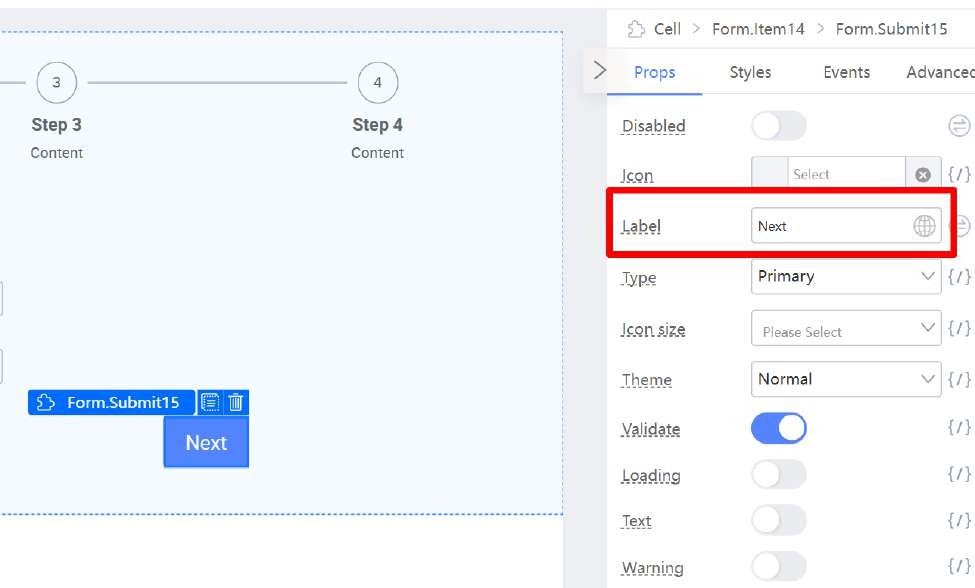 Cell > Form.Item14 > Form.Submit15
Props Styles Events Advanced
3 4
Step 3 Step 4
Content Content
Disabled
Icon Select {/}
Label Next
Type Primary {/}
Icon size Please Select {/}
Theme Normal {/}
Form.Submit15
Next
Validate {/}
Loading {/}
Text {/}
Warning {/}